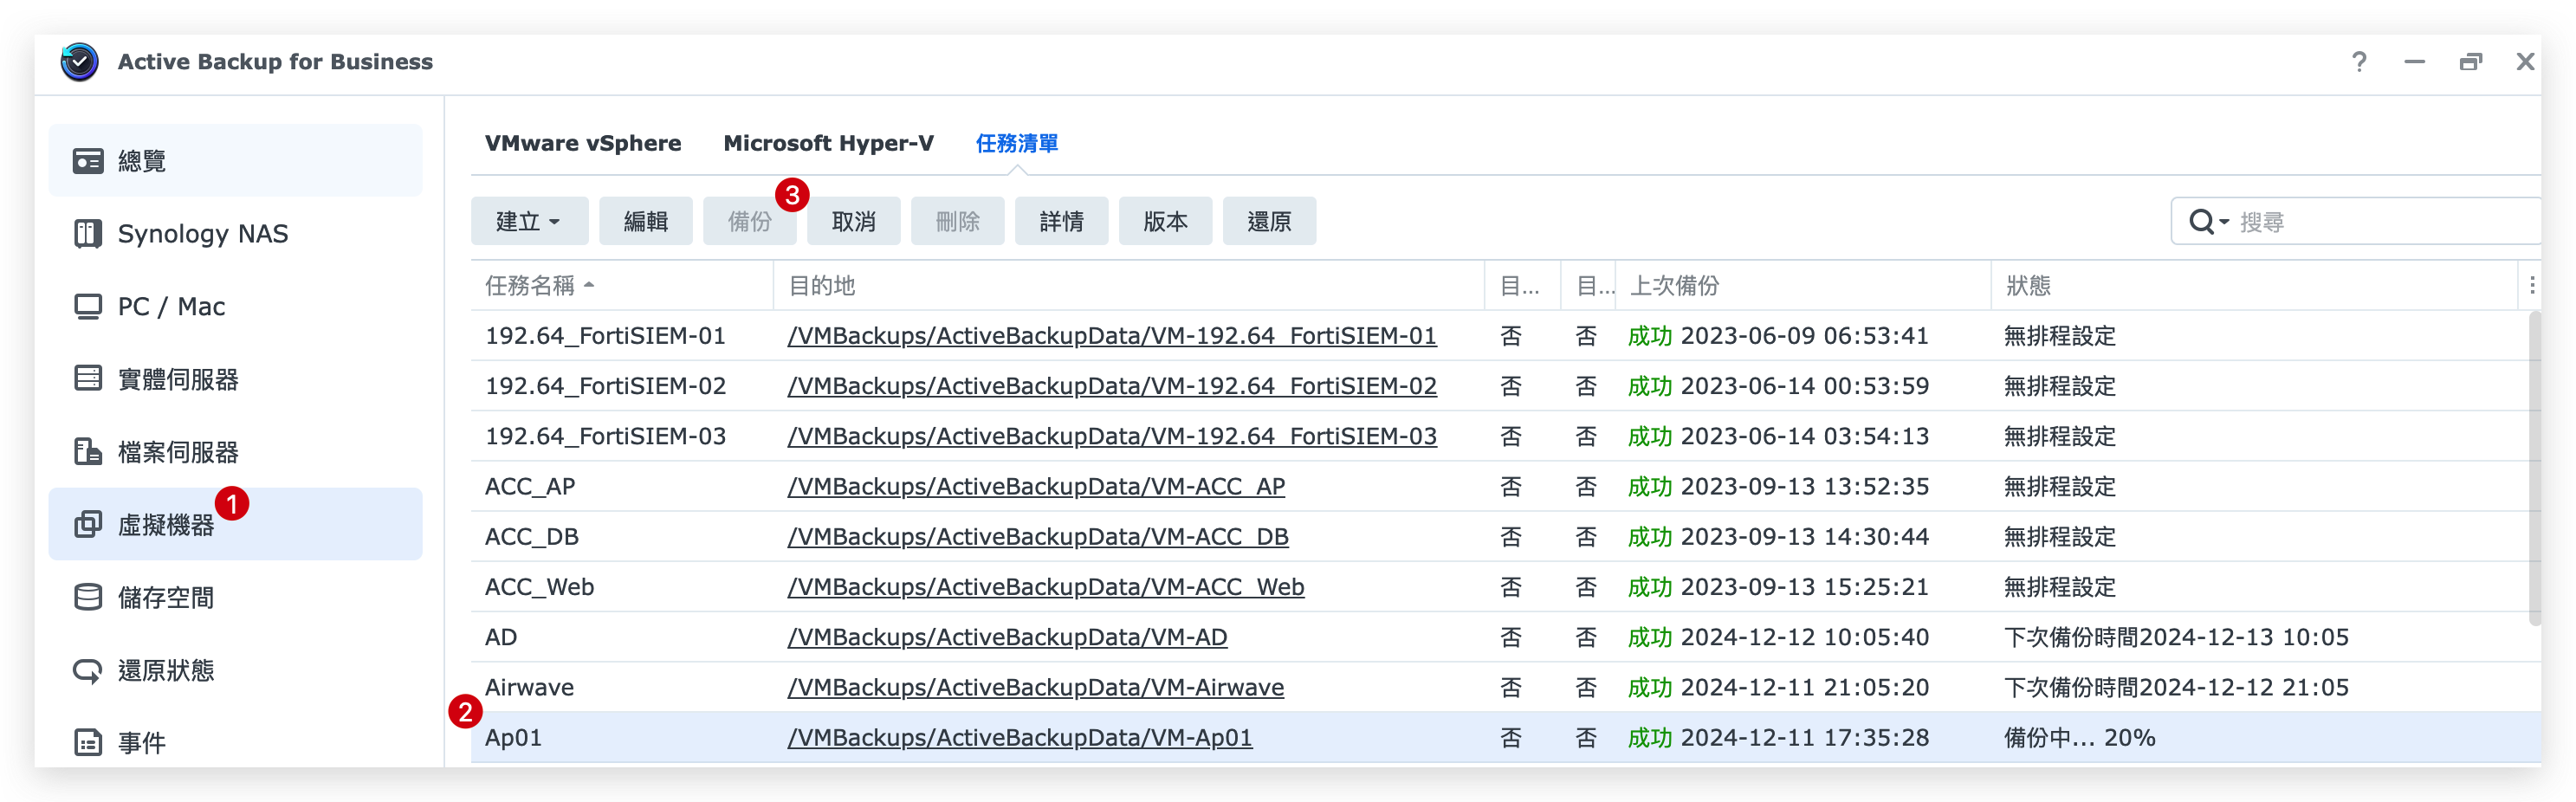 Active Backup for Business
?
總覽
Synology NAS
PC / Mac
實體伺服器
檔案伺服器
虛擬機器
1
儲存空間
還原狀態
事件
VMware vSphere Microsoft Hyper-V 任務清單
3
建立 編輯 備份 取消 刪除 詳情 版本 還原 搜尋
任務名稱 目的地 目... 目... 上次備份 狀態
192.64_FortiSIEM-01 /VMBackups/ActiveBackupData/VM-192.64_FortiSIEM-01 否 否 成功 2023-06-09 06:53:41 無排程設定
192.64_FortiSIEM-02 /VMBackups/ActiveBackupData/VM-192.64_FortiSIEM-02 否 否 成功 2023-06-14 00:53:59 無排程設定
192.64_FortiSIEM-03 /VMBackups/ActiveBackupData/VM-192.64_FortiSIEM-03 否 否 成功 2023-06-14 03:54:13 無排程設定
ACC_AP /VMBackups/ActiveBackupData/VM-ACC_AP 否 否 成功 2023-09-13 13:52:35 無排程設定
ACC_DB /VMBackups/ActiveBackupData/VM-ACC_DB 否 否 成功 2023-09-13 14:30:44 無排程設定
ACC_Web /VMBackups/ActiveBackupData/VM-ACC_Web 否 否 成功 2023-09-13 15:25:21 無排程設定
AD /VMBackups/ActiveBackupData/VM-AD 否 否 成功 2024-12-12 10:05:40 下次備份時間2024-12-13 10:05
Airwave /VMBackups/ActiveBackupData/VM-Airwave 否 否 成功 2024-12-11 21:05:20 下次備份時間2024-12-12 21:05
2
Ap01 /VMBackups/ActiveBackupData/VM-Ap01 否 否 成功 2024-12-11 17:35:28 備份中... 20%